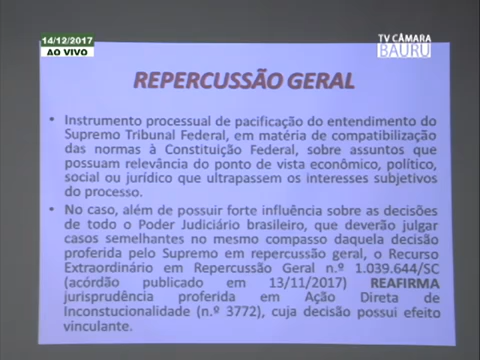 14/12/2017
AO VIVO
TV CÂMARA
BAURU
REPERCUSSÃO GERAL
• Instrumento processual de pacificação do entendimento do
Supremo Tribunal Federal, em matéria de compatibilização
das normas à Constituição Federal, sobre assuntos que
possuam relevância do ponto de vista econômico, político,
social ou jurídico que ultrapassem os interesses subjetivos
do processo.
• No caso, além de possuir forte influência sobre as decisões
de todo o Poder Judiciário brasileiro, que deverão julgar
casos semelhantes no mesmo compasso daquela decisão
proferida pelo Supremo em repercussão geral, o Recurso
Extraordinário em Repercussão Geral n.º 1.039.644/SC
(acórdão publicado em 13/11/2017) REAFIRMA
jurisprudência proferida em Ação Direta de
Inconstucionalidade (n.º 3772), cuja decisão possui efeito
vinculante.